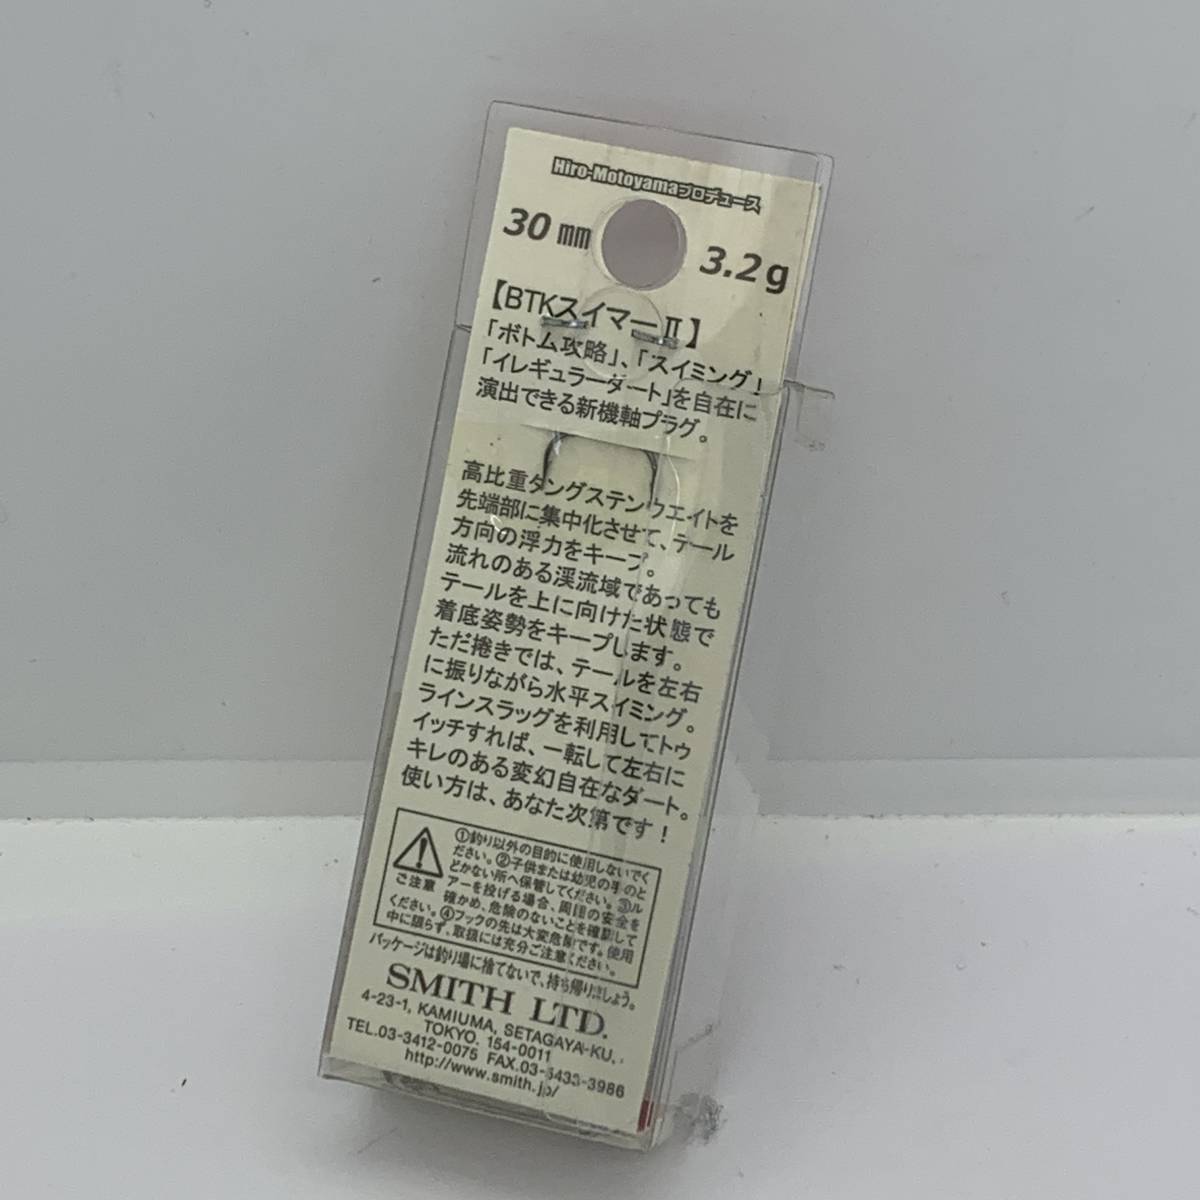 Hiro-Motoyamaプロデュース
30㎜ 3.2g
【BTKスイマーⅡ】
「ボトム攻略」、「スイミング！
「イレギュラーダート」を自在に
演出できる新機軸プラグ。
高比重タングステンウエイトを
先端部に集中化させて、テール
方向の浮力をキープ。
流れのある渓流域であっても
テールを上に向けた状態で
着底姿勢をキープします。
ただ捲きでは、テールを左右
に振りながら水平スイミング。
ラインスラッグを利用してトゥ
イッチすれば、一転して左右に
キレのある変幻自在なダート。
使い方は、あなた次第です！
ご注意
①釣り以外の目的に使用しないでく
ださい。②子供または幼児の手のと
どかない所へ保管してください。③ル
アーを投げる場合、周囲の安全を
確かめ、危険のないことを確認して
ください。④フックの先は大変危険です。使用
中に限らず、取扱には充分ご注意ください。
パッケージは釣り場に捨てないで、持ち帰りましょう。
SMITH LTD.
4-23-1, KAMIUMA, SETAGAYA-KU,
TOKYO. 154-0011
TEL.03-3412-0075 FAX.03-5433-3986
http://www.smith.jp/